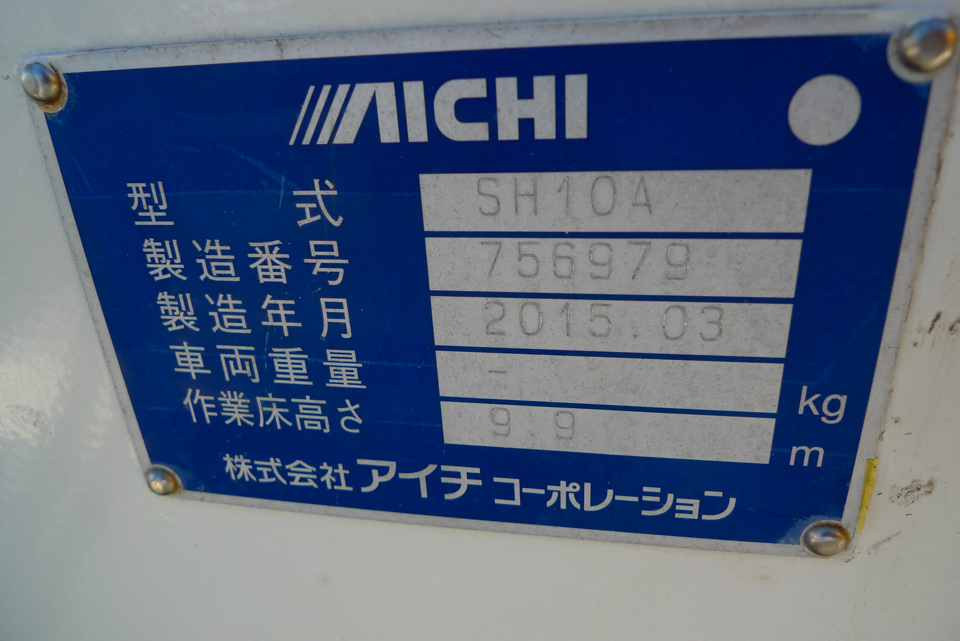 AICHI
型式 SH10A
製造番号 756979
製造年月 2015.03
車両重量 - kg
作業床高さ 9.9 m
株式会社アイチコーポレーション